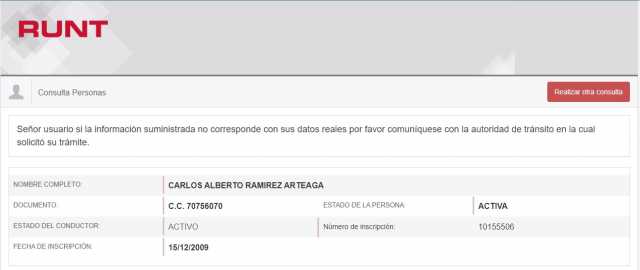 RUNT
Consulta Personas
Realizar otra consulta
Señor usuario si la información suministrada no corresponde con sus datos reales por favor comuníquese con la autoridad de tránsito en la cual
solicitó su trámite.
NOMBRE COMPLETO: CARLOS ALBERTO RAMIREZ ARTEAGA
DOCUMENTO: C.C. 70756070 ESTADO DE LA PERSONA: ACTIVA
ESTADO DEL CONDUCTOR: ACTIVO Número de inscripción: 10155506
FECHA DE INSCRIPCIÓN: 15/12/2009